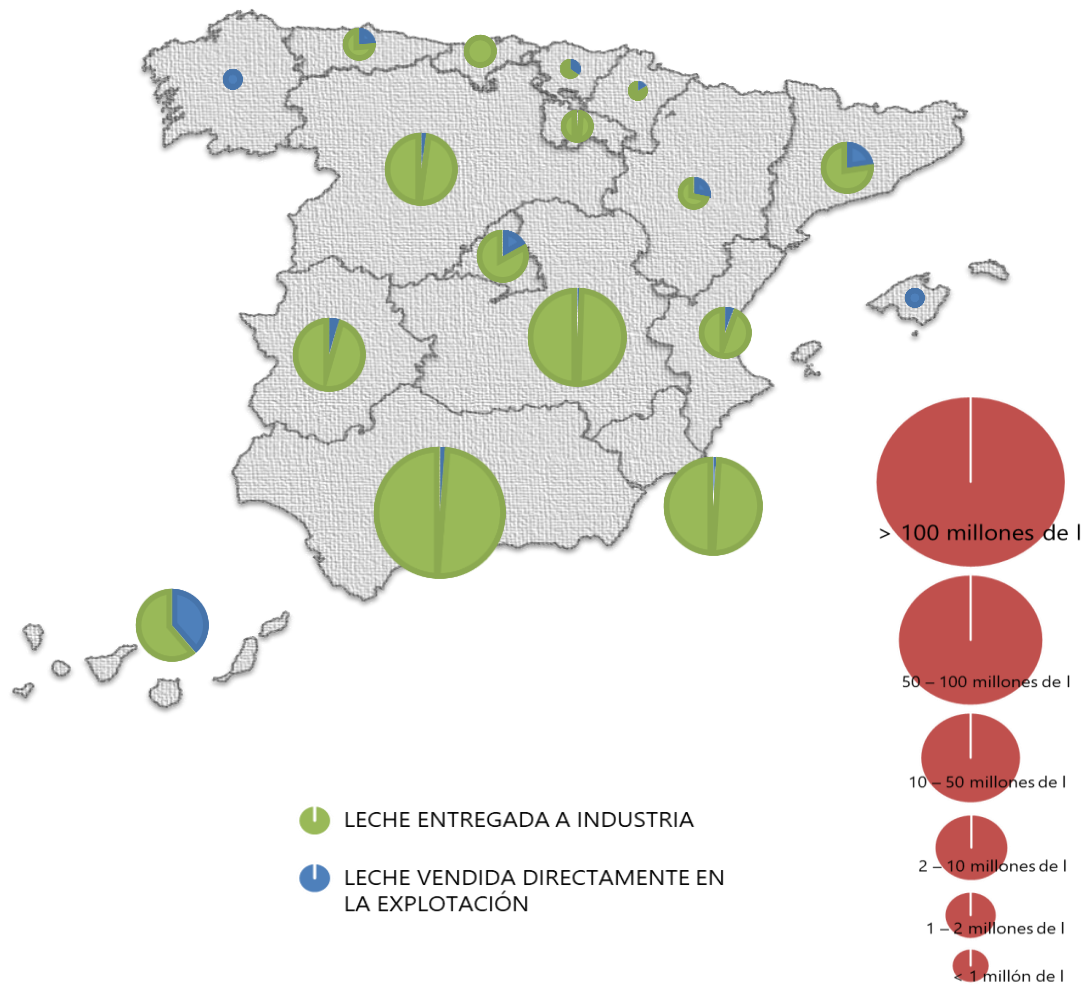 > 100 millones de l
50 – 100 millones de l
10 – 50 millones de l
LECHE ENTREGADA A INDUSTRIA
2 – 10 millones de l
LECHE VENDIDA DIRECTAMENTE EN
LA EXPLOTACIÓN
1 – 2 millones de l
< 1 millón de l